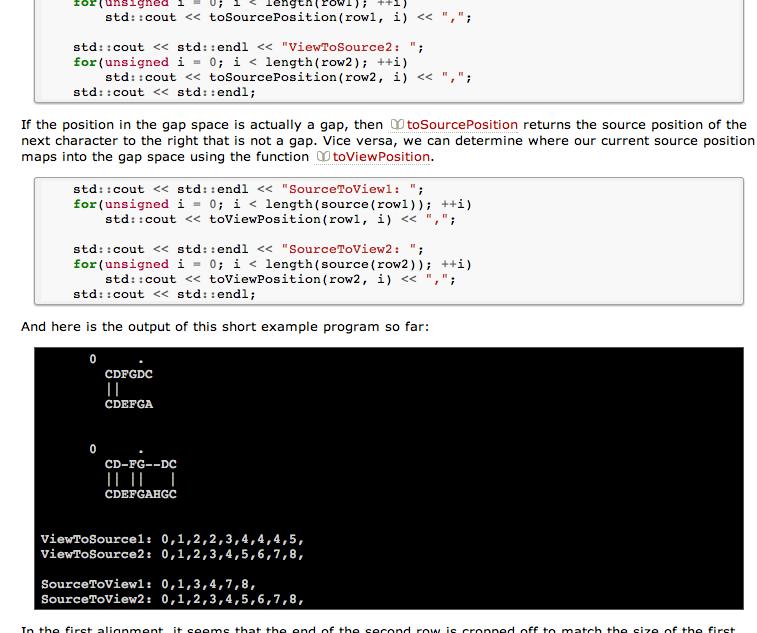 for(unsigned i = 0; i < length(row1); ++i)
std::cout << toSourcePosition(row1, i) << ",";
std::cout << std::endl << "ViewToSource2: ";
for(unsigned i = 0; i < length(row2); ++i)
std::cout << toSourcePosition(row2, i) << ",";
std::cout << std::endl;
If the position in the gap space is actually a gap, then toSourcePosition returns the source position of the
next character to the right that is not a gap. Vice versa, we can determine where our current source position
maps into the gap space using the function toViewPosition.
std::cout << std::endl << "SourceToView1: ";
for(unsigned i = 0; i < length(source(row1)); ++i)
std::cout << toViewPosition(row1, i) << ",";
std::cout << std::endl << "SourceToView2: ";
for(unsigned i = 0; i < length(source(row2)); ++i)
std::cout << toViewPosition(row2, i) << ",";
std::cout << std::endl;
And here is the output of this short example program so far:
0     .
CDFGDC
||
CDEFGA
0     .
CD-FG--DC
|| ||   |
CDEFGAHGC
ViewToSource1: 0,1,2,2,3,4,4,4,5,
ViewToSource2: 0,1,2,3,4,5,6,7,8,
SourceToView1: 0,1,3,4,7,8,
SourceToView2: 0,1,2,3,4,5,6,7,8,
In the first alignment, it seems that the end of the second row is cropped off to match the size of the first